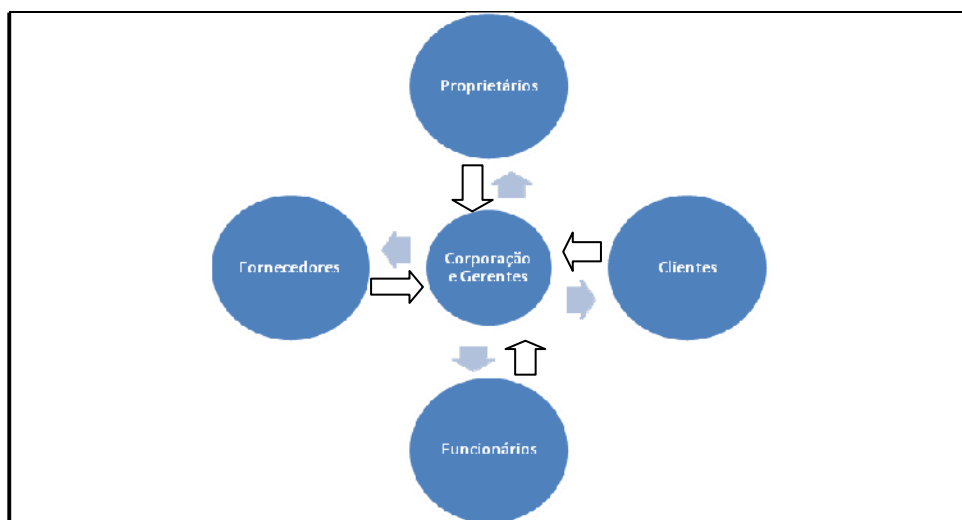 Proprietários
Fornecedores
Corporação
e Gerentes
Clientes
Funcionários